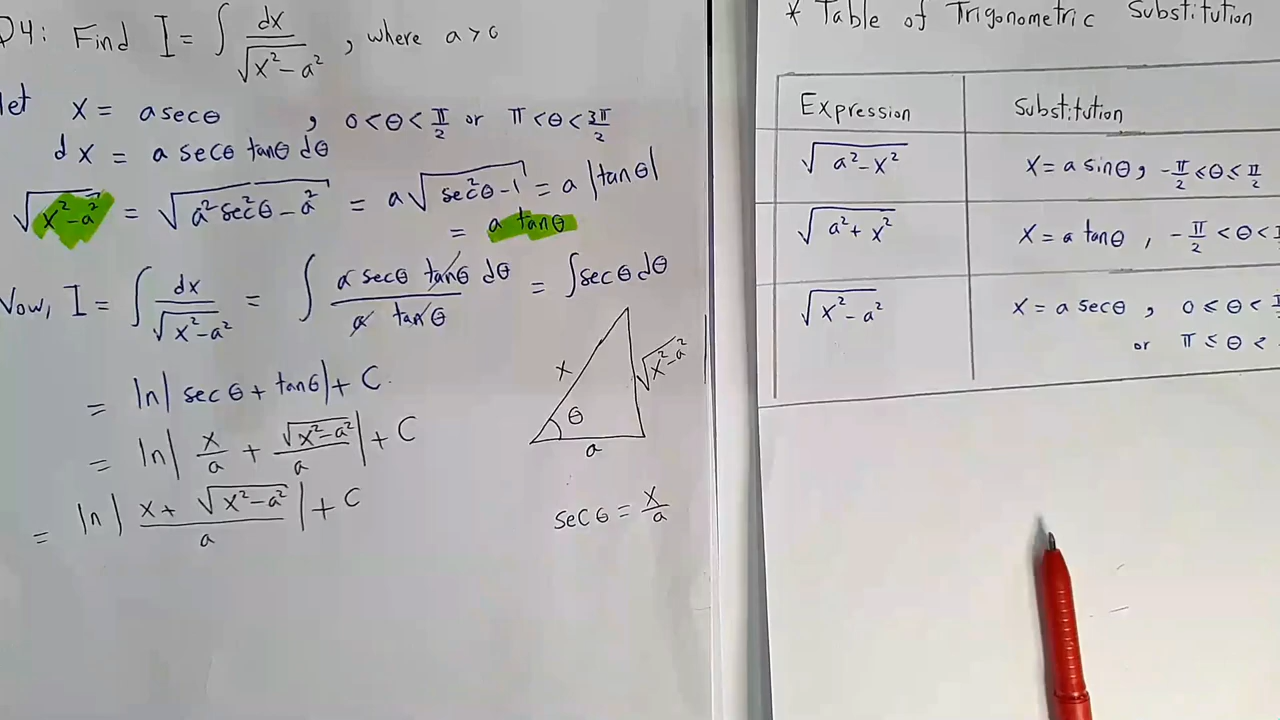 Q4: Find I = ∫ dx/√(x²-a²) , where a > 0
let x = a secθ , 0<θ<π/2 or π<θ<3π/2
dx = a secθ tanθ dθ
√(x²-a²) = √(a²sec²θ-a²) = a√(sec²θ-1) = a |tanθ|
= a tanθ
Now, I = ∫ dx/√(x²-a²) = ∫ a secθ tanθ dθ / a tanθ = ∫ secθ dθ
= ln|secθ + tanθ| + C.
= ln| x/a + √(x²-a²)/a | + C
= ln| (x + √(x²-a²))/a | + C
x
√(x²-a²)
θ
a
secθ = x/a
* Table of Trigonometric Substitution
Expression Substitution
√(a²-x²) x = a sinθ, -π/2<θ<π/2
√(a²+x²) x = a tanθ , -π/2 < θ <
√(x²-a²) x = a secθ , 0 ≤ θ <
or π ≤ θ <